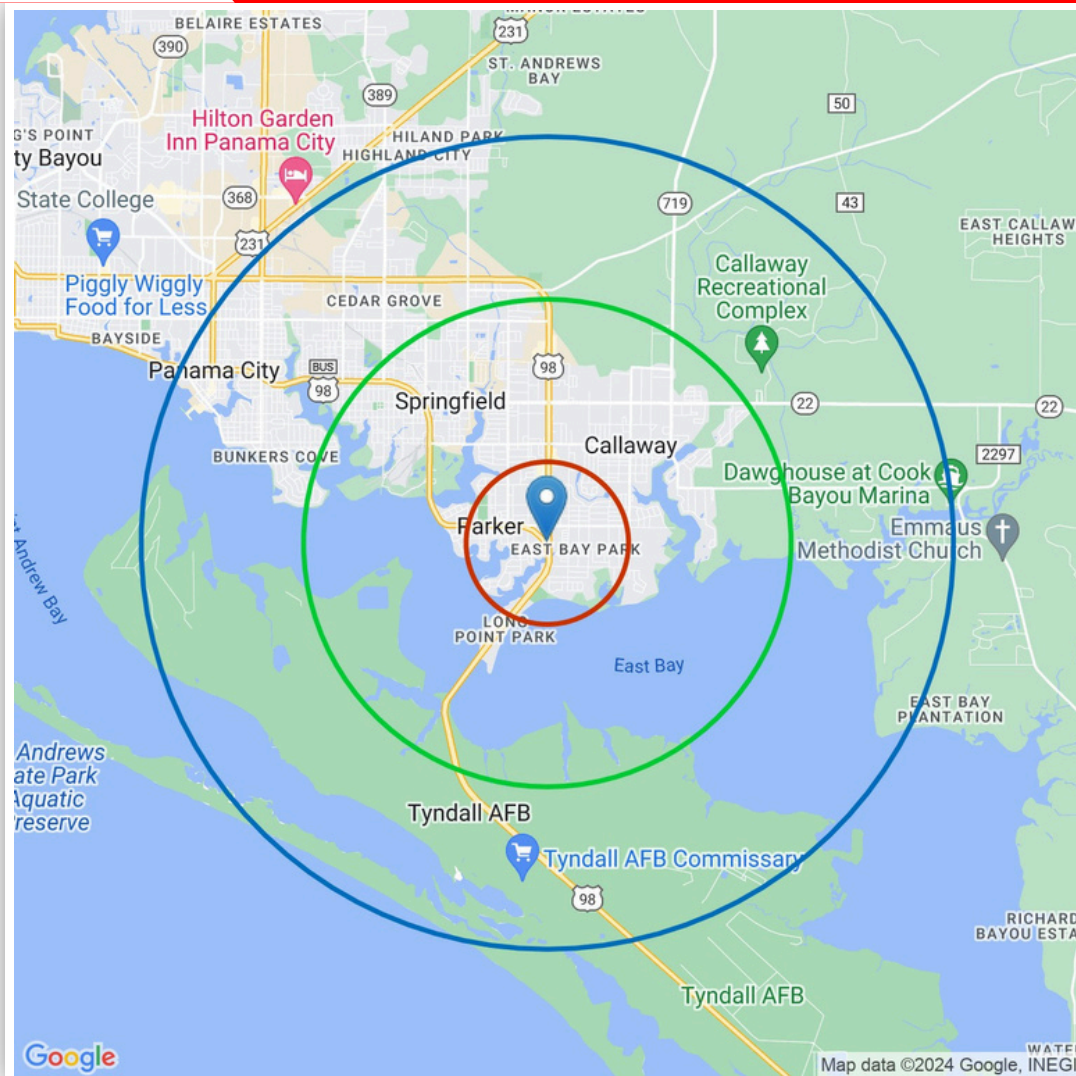 BELAIRE ESTATES
231
390
ST. ANDREWS
BAY
389
50
Hilton Garden
Inn Panama City
G'S POINT
HILAND PARK
HIGHLAND CITY
ty Bayou
State College
368
719
43
231
EAST CALLAW
HEIGHTS
Callaway
Recreational
Complex
Piggly Wiggly
Food for Less
CEDAR GROVE
BAYSIDE
Panama City
BUS
98
98
Springfield
22
22
Callaway
BUNKERS COVE
2297
Dawghouse at Cook
Bayou Marina
Parker
EAST BAY PARK
Emmaus
Methodist Church
nt Andrew Bay
LONG
POINT PARK
East Bay
EAST BAY
PLANTATION
Andrews
ate Park
Aquatic
reserve
Tyndall AFB
Tyndall AFB Commissary
98
RICHARD
BAYOU ESTA
Tyndall AFB
Google
WATE
Map data ©2024 Google, INEGI